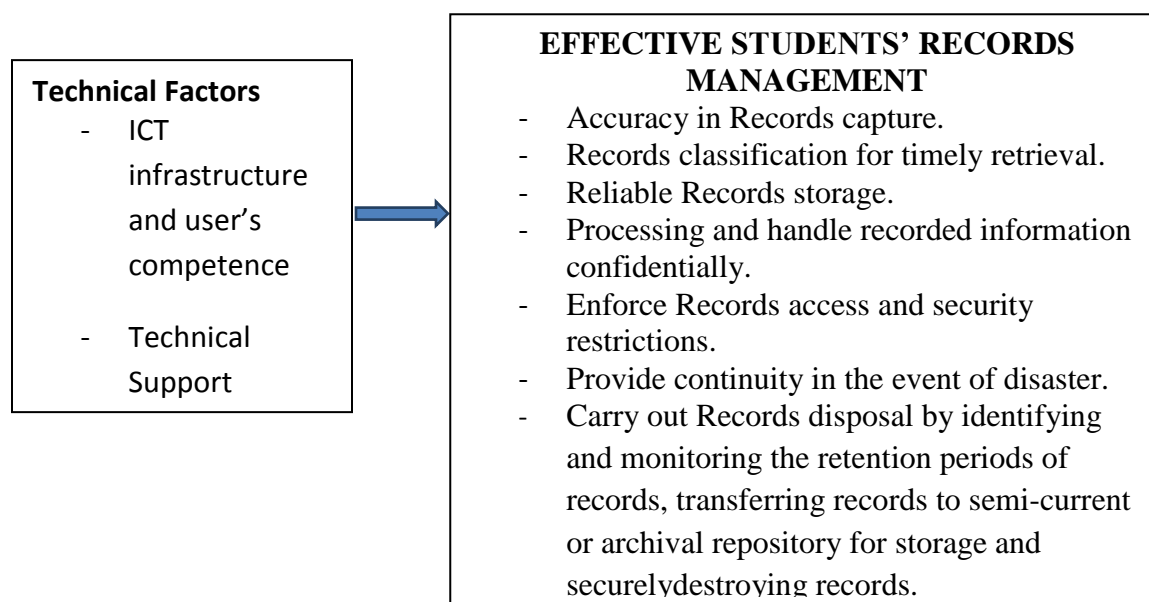 Technical Factors
- ICT
infrastructure
and user's
competence
- Technical
Support
EFFECTIVE STUDENTS' RECORDS
MANAGEMENT
- Accuracy in Records capture.
- Records classification for timely retrieval.
- Reliable Records storage.
- Processing and handle recorded information
confidentially.
- Enforce Records access and security
restrictions.
- Provide continuity in the event of disaster.
- Carry out Records disposal by identifying
and monitoring the retention periods of
records, transferring records to semi-current
or archival repository for storage and
securelydestroying records.